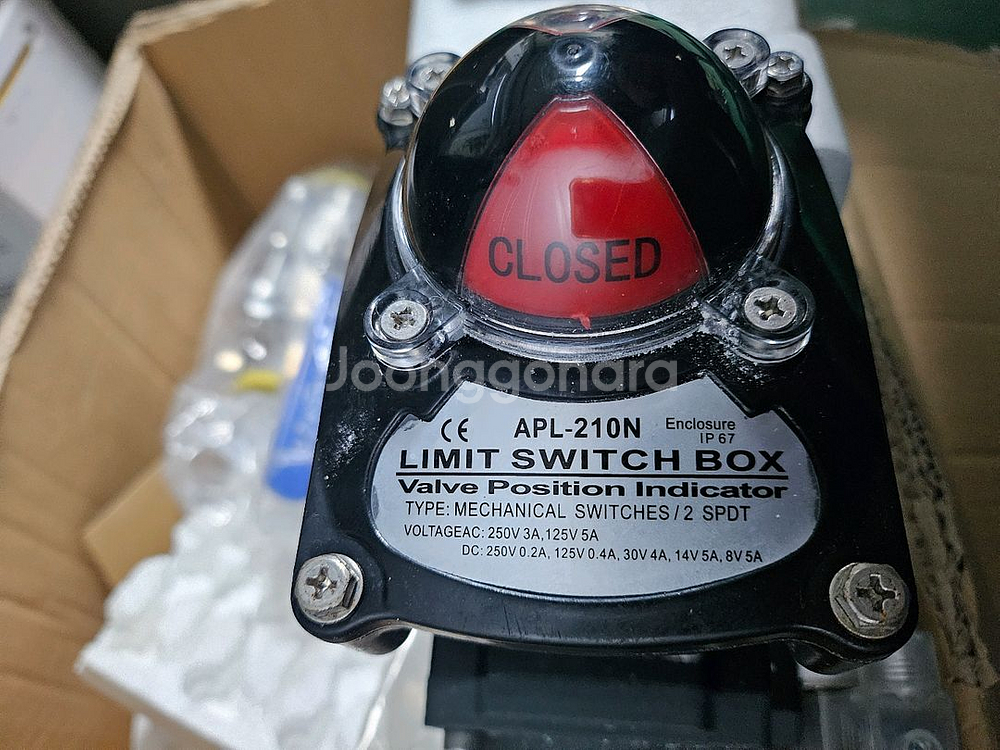 CLOSED
Joonggonara
CE APL-210N Enclosure
IP 67
LIMIT SWITCH BOX
Valve Position Indicator
TYPE: MECHANICAL SWITCHES/2 SPDT
VOLTAGEAC: 250V 3A,125V 5A
DC: 250V 0.2A, 125V 0.4A, 30V 4A, 14V 5A, 8V 5A